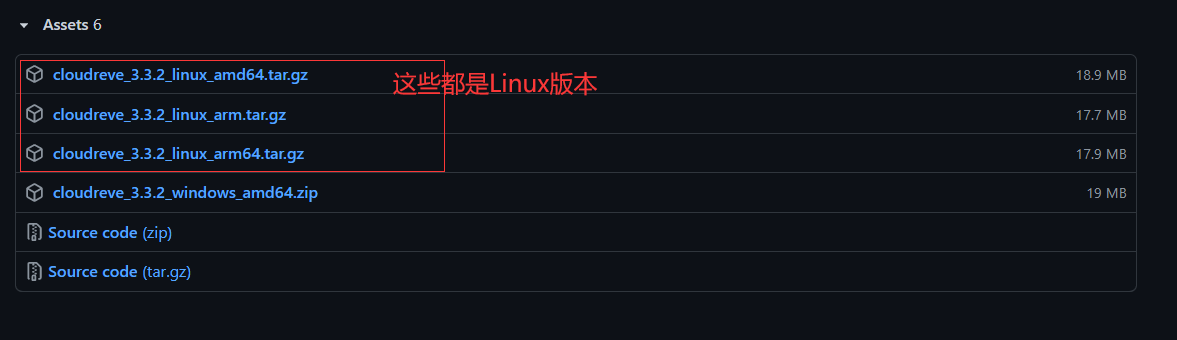 Assets 6
cloudreve_3.3.2_linux_amd64.tar.gz 这些都是Linux版本 18.9 MB
cloudreve_3.3.2_linux_arm.tar.gz 17.7 MB
cloudreve_3.3.2_linux_arm64.tar.gz 17.9 MB
cloudreve_3.3.2_windows_amd64.zip 19 MB
Source code (zip)
Source code (tar.gz)